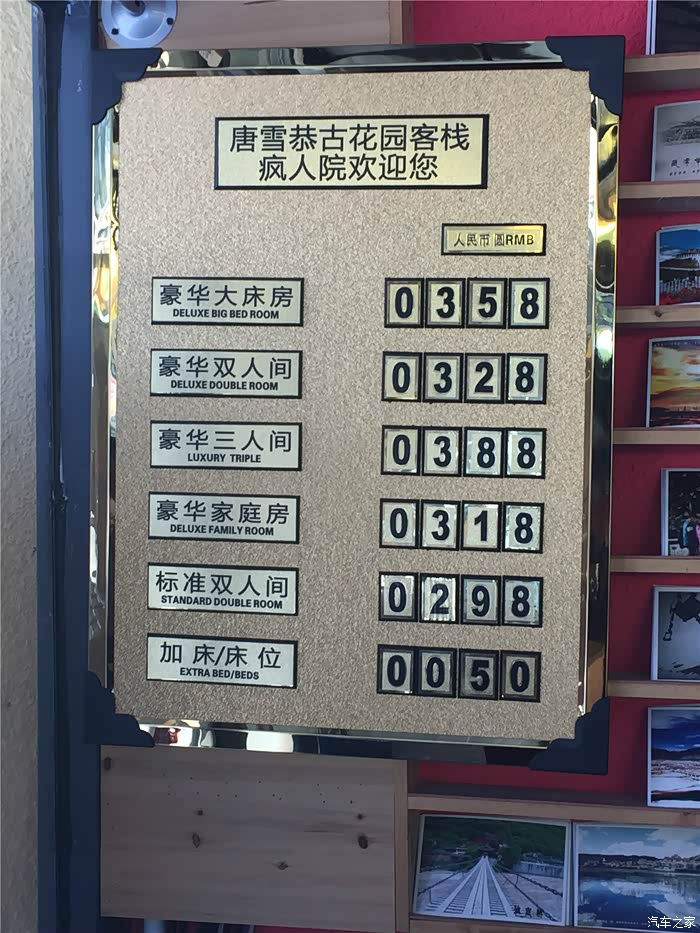 唐雪恭古花园客栈
疯人院欢迎您
人民币 圆RMB
豪华大床房 0358
DELUXE BIG BED ROOM
豪华双人间 0328
DELUXE DOUBLE ROOM
豪华三人间 0388
LUXURY TRIPLE
豪华家庭房 0318
DELUXE FAMILY ROOM
标准双人间 0298
STANDARD DOUBLE ROOM
加床/床位 0050
EXTRA BED/BEDS
汽车之家